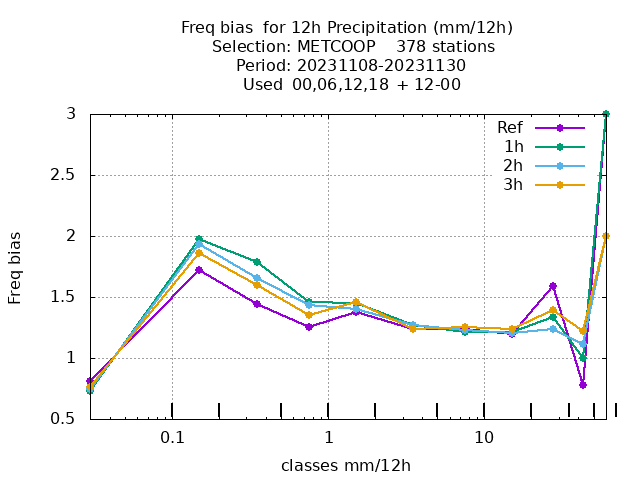 Freq bias  for 12h Precipitation (mm/12h)
Selection: METCOOP    378 stations
Period: 20231108-20231130
Used  00,06,12,18  + 12-00
3
2.5
2
1.5
1
0.5
Freq bias
Ref
1h
2h
3h
0.1 1 10
classes mm/12h